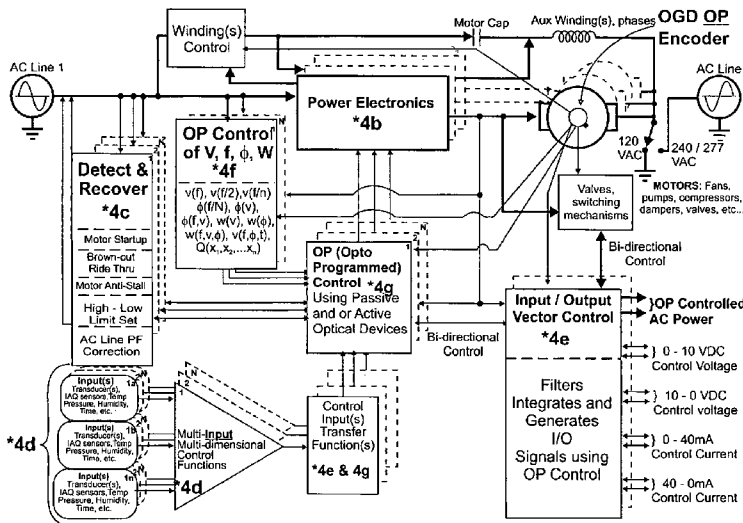 OGD OP
Encoder
Motor Cap
Aux Winding(s), phases
Winding(s)
Control
AC Line 1
AC Line
Power Electronics
*4b
N
2
1
OP Control
of V, f, ϕ, W
*4f
v(f), v(f/2),v(f/n)
ϕ(f/N), ϕ(v)
ϕ(f,v), w(v), w(ϕ)
w(f,v,ϕ), v(f,ϕ,t)
Q(x1,x2,...xn)
N
2
1
Detect &
Recover
*4c
Motor Startup
Brown-out
Ride Thru
Motor Anti-Stall
High - Low
Limit Set
AC Line PF
Correction
120
VAC
240 / 277
VAC
MOTORS: Fans,
pumps, compressors,
dampers, valves, etc...
Valves,
switching
mechanisms
Bi-directional
Control
N
2
1
OP (Opto
Programmed)
Control *4g
Using Passive
and or Active
Optical Devices
Bi-directional
Control
Input / Output
Vector Control
*4e
Filters
Integrates and
Generates
I/O
Signals using
OP Control
}OP Controlled
AC Power
} 0 - 10 VDC
Control Voltage
} 10 - 0 VDC
Control voltage
} 0 - 40mA
Control Current
} 40 - 0mA
Control Current
*4d
Input(s)
Transducer(s),
IAQ sensors,Temp
Pressure, Humidity,
Time, etc.
Input(s)
Transducer(s),
IAQ sensors,Temp
Pressure, Humidity,
Time, etc.
Input(s)
Transducer(s),
IAQ sensors,Temp
Pressure, Humidity,
Time, etc.
N
2
1
Multi-Input
Multi-dimensional
Control
Functions
*4d
Control
Input(s)
Transfer
Function(s)
*4e & 4g